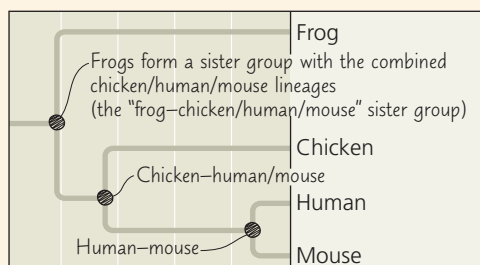 Frog
Frogs form a sister group with the combined
chicken/human/mouse lineages
(the “frog–chicken/human/mouse” sister group)
Chicken
Chicken–human/mouse
Human
Human–mouse
Mouse